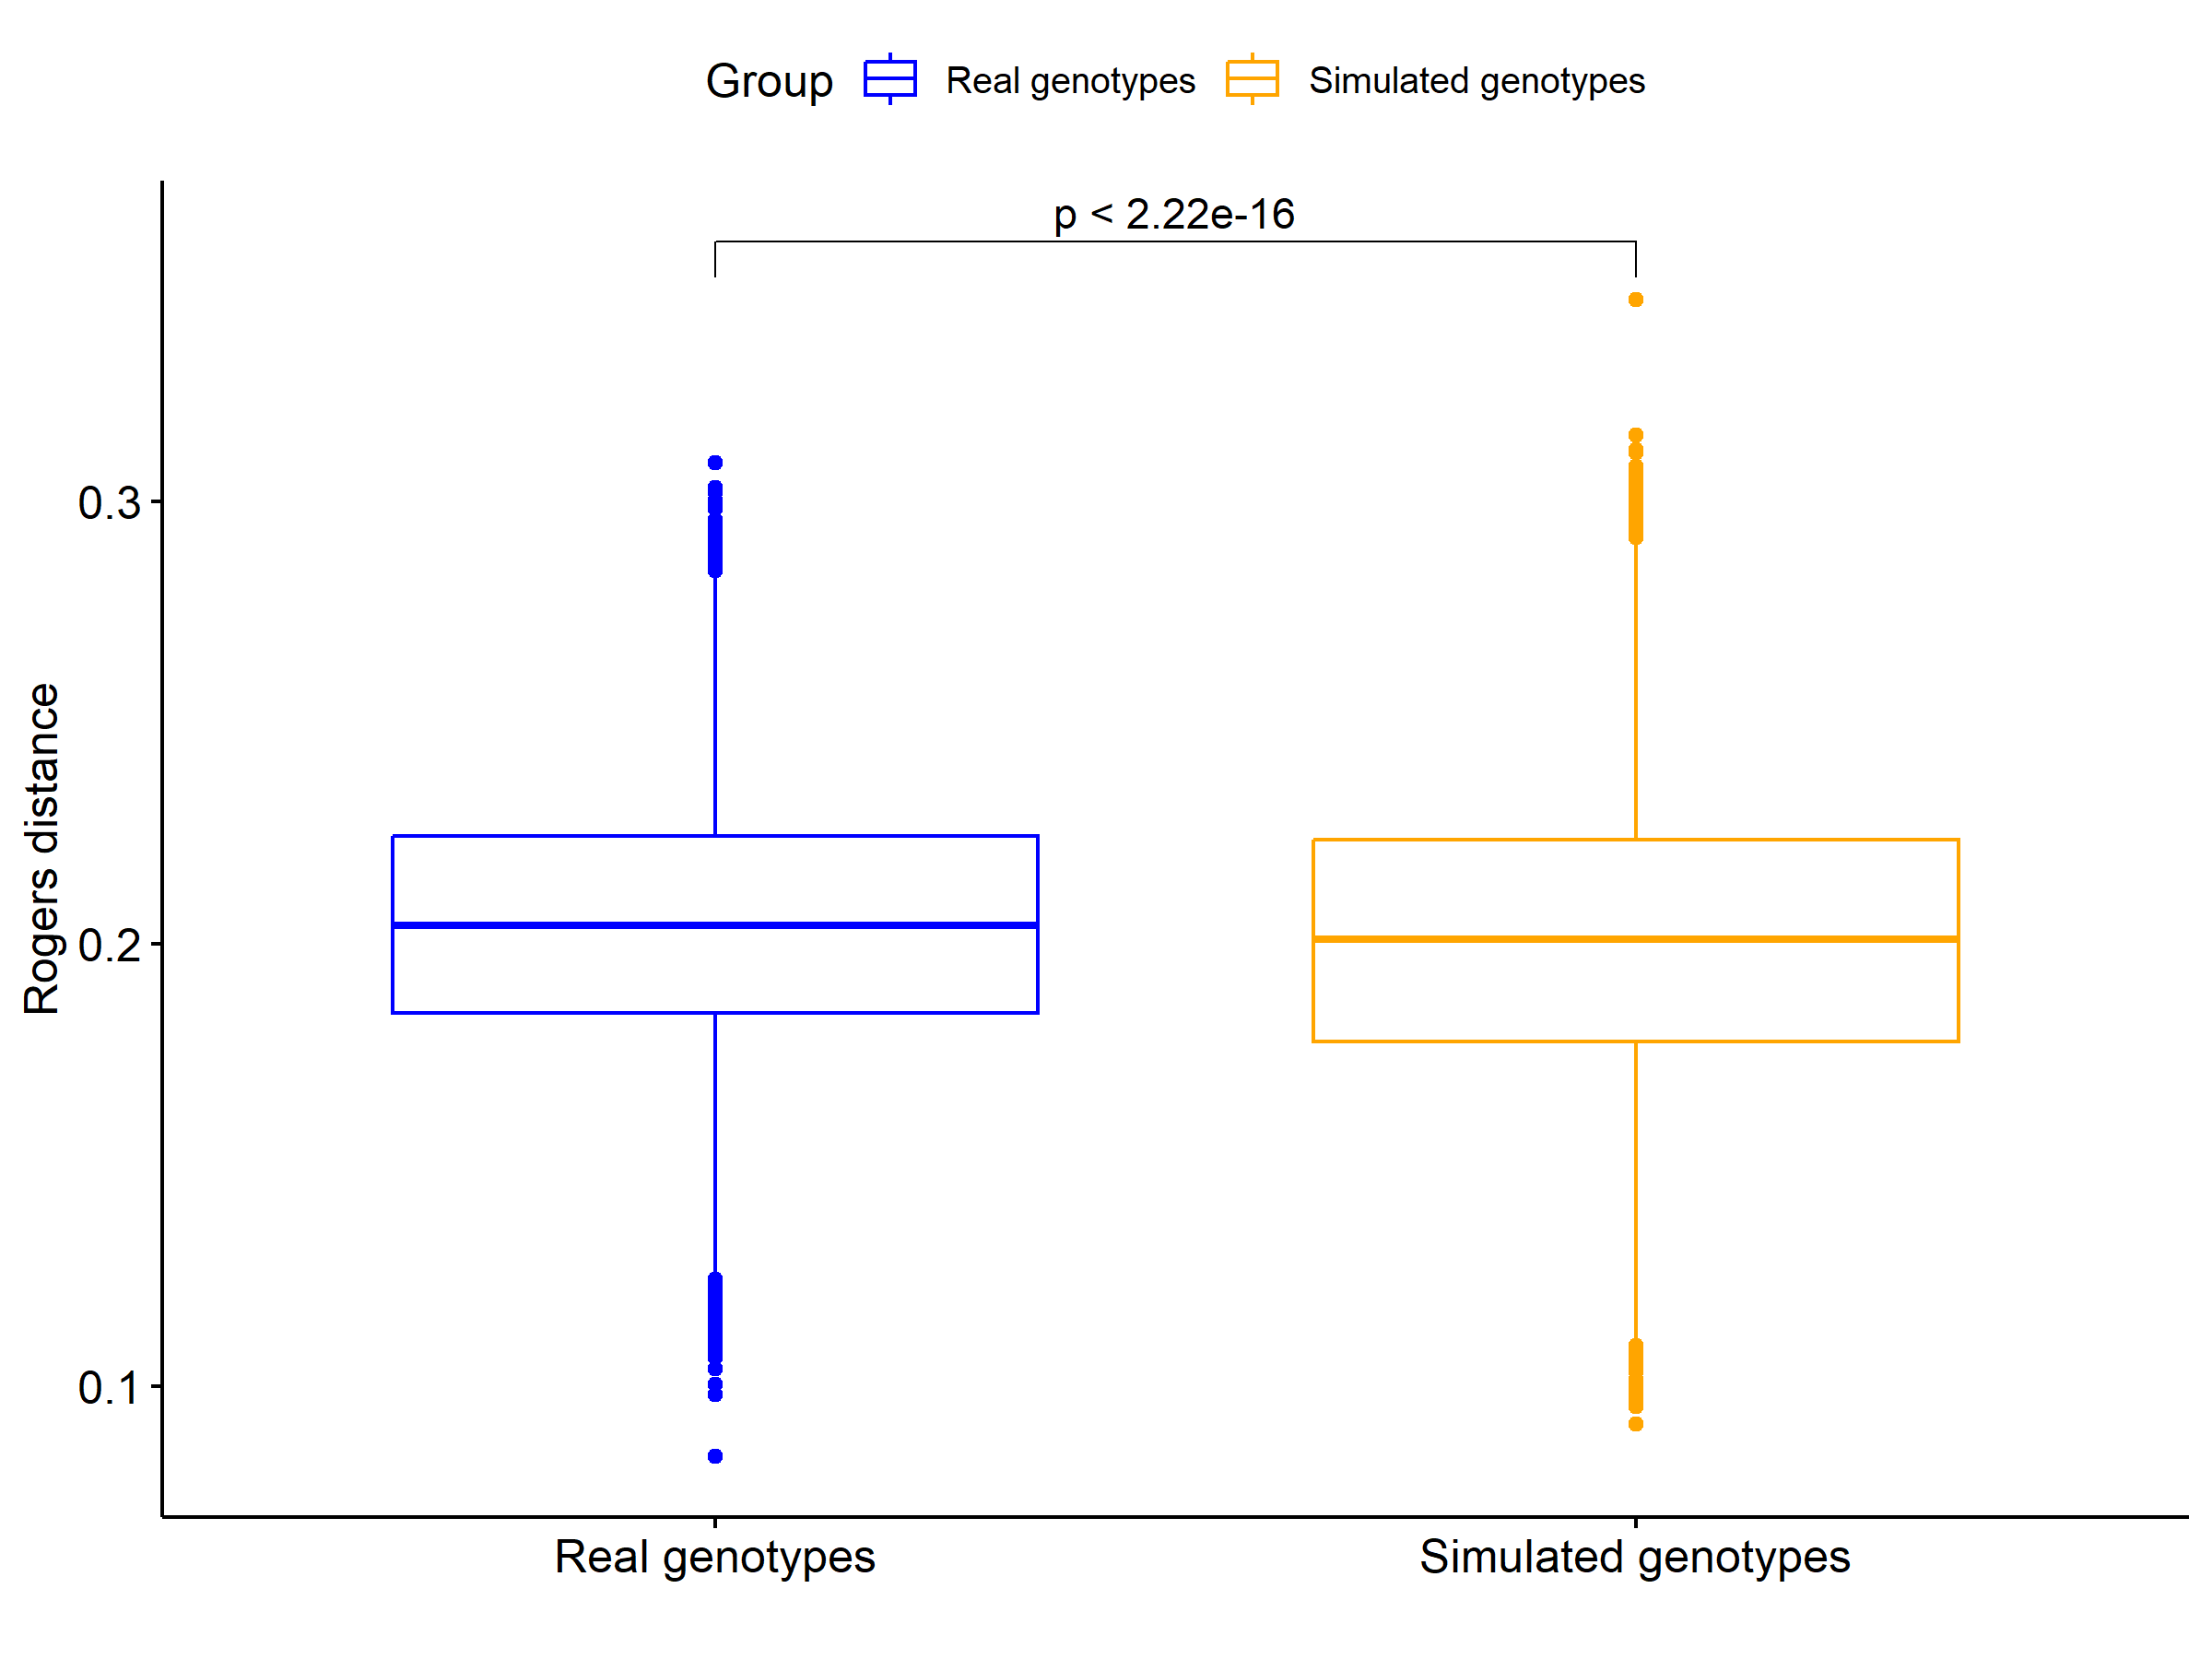 Group Real genotypes Simulated genotypes
p < 2.22e-16
Rogers distance
0.3
0.2
0.1
Real genotypes Simulated genotypes